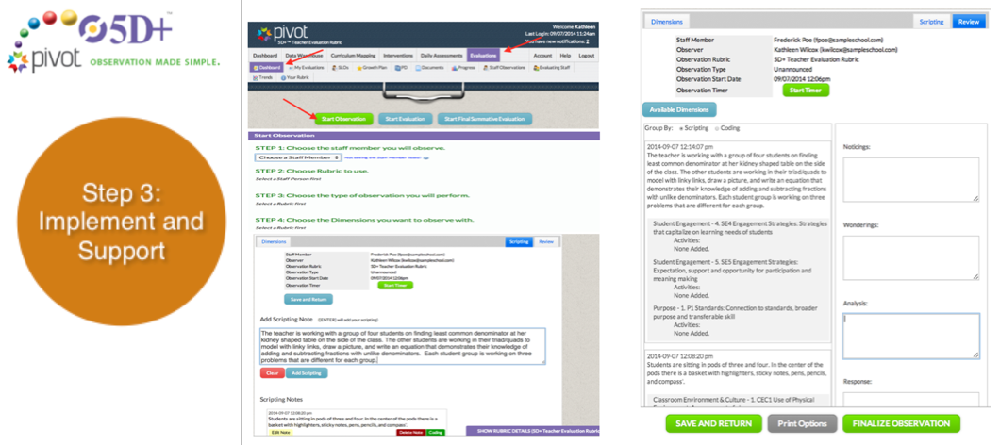 5D+™
pivot OBSERVATION MADE SIMPLE.
Step 3:
Implement and
Support
pivot
5D+™ Teacher Evaluation Rubric
Welcome Kathleen
Last Login: 09/07/2014 11:24am
You have new notifications: 2
Dashboard Data Warehouse Curriculum Mapping Interventions Daily Assessments Evaluations Account Help Logout
Dashboard My Evaluations SLOs Growth Plan PD Documents Progress Staff Observations Evaluating Staff
Trends Your Rubric
Start Observation Start Evaluation Start Final Summative Evaluation
Start Observation
STEP 1: Choose the staff member you will observe.
Choose a Staff Member
STEP 2: Choose Rubric to use.
Select a Staff Person first
STEP 3: Choose the type of observation you will perform.
Select a Rubric first
STEP 4: Choose the Dimensions you want to observe with.
Select a Rubric first
Dimensions Scripting Review
Staff Member Frederick Poe (fpoe@sampleschool.com)
Observer Kathleen Wilcox (kwilcox@sampleschool.com)
Observation Rubric 5D+ Teacher Evaluation Rubric
Observation Type Unannounced
Observation Start Date 09/07/2014 12:06pm
Observation Timer Start Timer
Save and Return
Add Scripting Note (ENTER) will add your scripting)
The teacher is working with a group of four students on finding least common denominator at her
kidney shaped table on the side of the class. The other students are working in their triad/quads to
model with linky links, draw a picture, and write an equation that demonstrates their knowledge of
adding and subtracting fractions with unlike denominators. Each student group is working on three
problems that are different for each group.
Clear Add Scripting
Scripting Notes
2014-09-07 12:08:20 pm
Students are sitting in pods of three and four. In the center of the pods there is a
basket with highlighters, sticky notes, pens, pencils, and compass'.
Edit Note Delete Note Coding
SHOW RUBRIC DETAILS (5D+ Teacher Evaluation Rubric
Dimensions Scripting Review
Staff Member Frederick Poe (fpoe@sampleschool.com)
Observer Kathleen Wilcox (kwilcox@sampleschool.com)
Observation Rubric 5D+ Teacher Evaluation Rubric
Observation Type Unannounced
Observation Start Date 09/07/2014 12:06pm
Observation Timer Start Timer
Available Dimensions
Group By: Scripting Coding
2014-09-07 12:14:07 pm
The teacher is working with a group of four students on finding
least common denominator at her kidney shaped table on the side
of the class. The other students are working in their triad/quads to
model with linky links, draw a picture, and write an equation that
demonstrates their knowledge of adding and subtracting fractions
with unlike denominators. Each student group is working on three
problems that are different for each group.
Student Engagement - 4. SE4 Engagement Strategies: Strategies
that capitalize on learning needs of students
Activities:
None Added.
Student Engagement - 5. SE5 Engagement Strategies:
Expectation, support and opportunity for participation and
meaning making
Activities:
None Added.
Purpose - 1. P1 Standards: Connection to standards, broader
purpose and transferable skill
Activities:
None Added.
2014-09-07 12:08:20 pm
Students are sitting in pods of three and four. In the center of the
pods there is a basket with highlighters, sticky notes, pens, pencils,
and compass'.
Classroom Environment & Culture - 1. CEC1 Use of Physical
Noticings:
Wonderings:
Analysis:
Response:
SAVE AND RETURN Print Options FINALIZE OBSERVATION